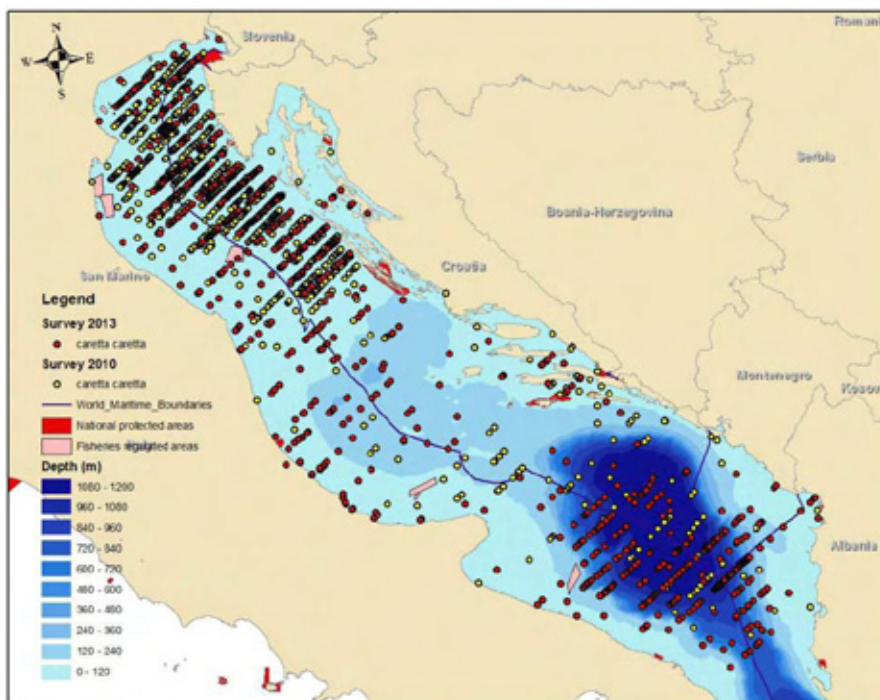 N
W E
S
Slovenia
Romani
Serbia
Bosnia-Herzegovina
Croatia
San Marino
Montenegro
Kosov
Albania
Legend
Survey 2013
caretta caretta
Survey 2010
caretta caretta
World_Maritime_Boundaries
National protected areas
Fisheries regulated areas
Depth (m)
1080 - 1200
960 - 1080
840 - 960
720 - 840
600 - 720
480 - 600
360 - 480
240 - 360
120 - 240
0 - 120